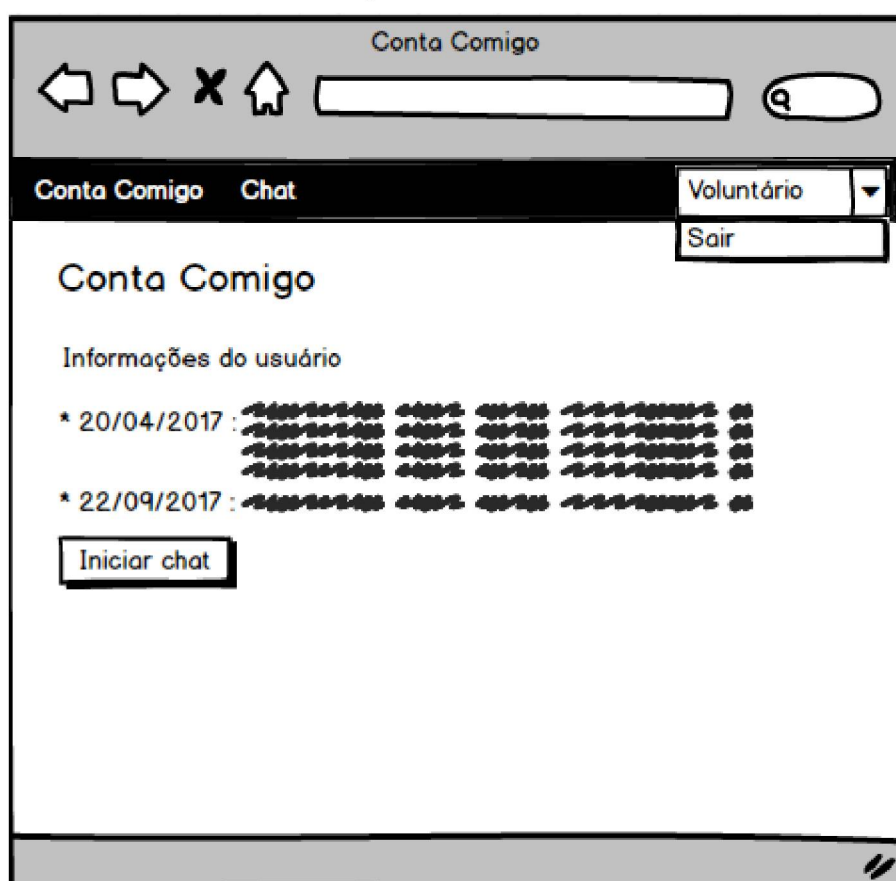 Conta Comigo
Conta Comigo Chat Voluntário
Sair
Conta Comigo
Informações do usuário
* 20/04/2017 :
* 22/09/2017 :
Iniciar chat